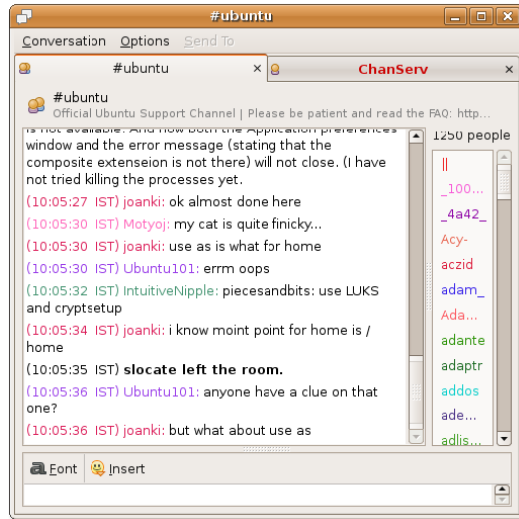 #ubuntu
Conversation Options Send To
#ubuntu ChanServ
#ubuntu
Official Ubuntu Support Channel | Please be patient and read the FAQ: http...
is not available. And now both the Application preferences
window and the error message (stating that the
composite extenseion is not there) will not close. (I have
not tried killing the processes yet.
(10:05:27 IST) joanki: ok almost done here
(10:05:30 IST) Motyoj: my cat is quite finicky...
(10:05:30 IST) joanki: use as is what for home
(10:05:30 IST) Ubuntu101: errm oops
(10:05:32 IST) IntuitiveNipple: piecesandbits: use LUKS
and cryptsetup
(10:05:34 IST) joanki: i know moint point for home is /
home
(10:05:35 IST) slocate left the room.
(10:05:36 IST) Ubuntu101: anyone have a clue on that
one?
(10:05:36 IST) joanki: but what about use as
1250 people
||
_100...
_4a42_
Acy-
aczid
adam_
Ada...
adante
adaptr
addos
ade...
adlis...
Font Insert